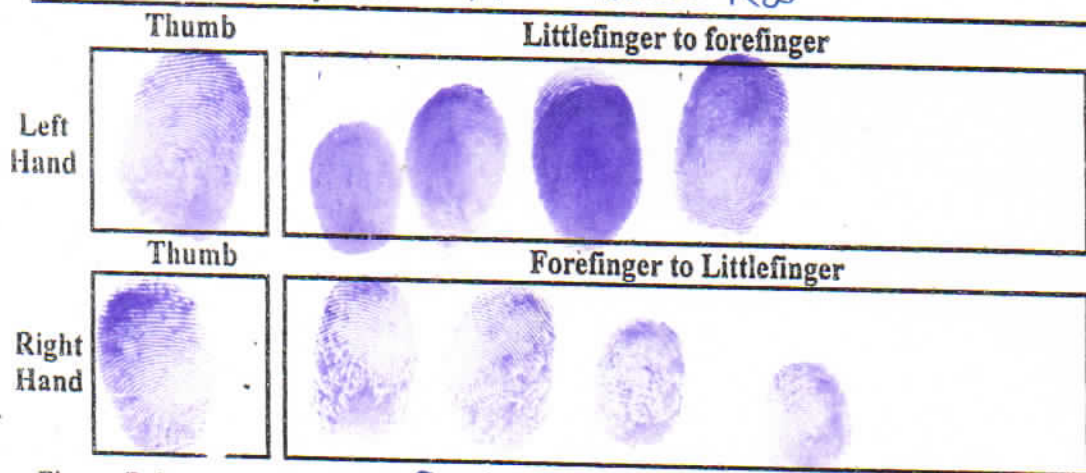 Thumb Littlefinger to forefinger
Left
Hand
Thumb Forefinger to Littlefinger
Right
Hand